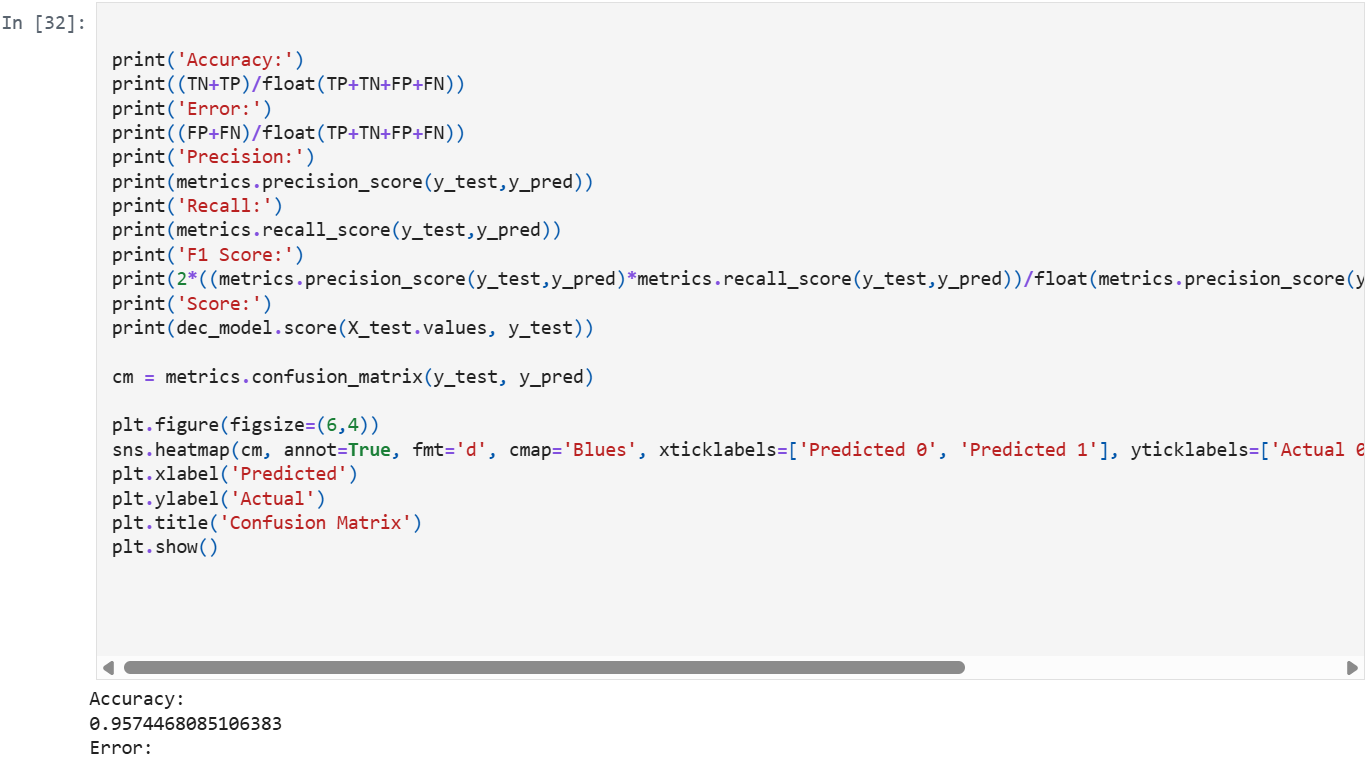 In [32]:
print('Accuracy:')
print((TN+TP)/float(TP+TN+FP+FN))
print('Error:')
print((FP+FN)/float(TP+TN+FP+FN))
print('Precision:')
print(metrics.precision_score(y_test,y_pred))
print('Recall:')
print(metrics.recall_score(y_test,y_pred))
print('F1 Score:')
print(2*((metrics.precision_score(y_test,y_pred)*metrics.recall_score(y_test,y_pred))/float(metrics.precision_score(y
print('Score:')
print(dec_model.score(X_test.values, y_test))
cm = metrics.confusion_matrix(y_test, y_pred)
plt.figure(figsize=(6,4))
sns.heatmap(cm, annot=True, fmt='d', cmap='Blues', xticklabels=['Predicted 0', 'Predicted 1'], yticklabels=['Actual 0
plt.xlabel('Predicted')
plt.ylabel('Actual')
plt.title('Confusion Matrix')
plt.show()
Accuracy:
0.9574468085106383
Error: